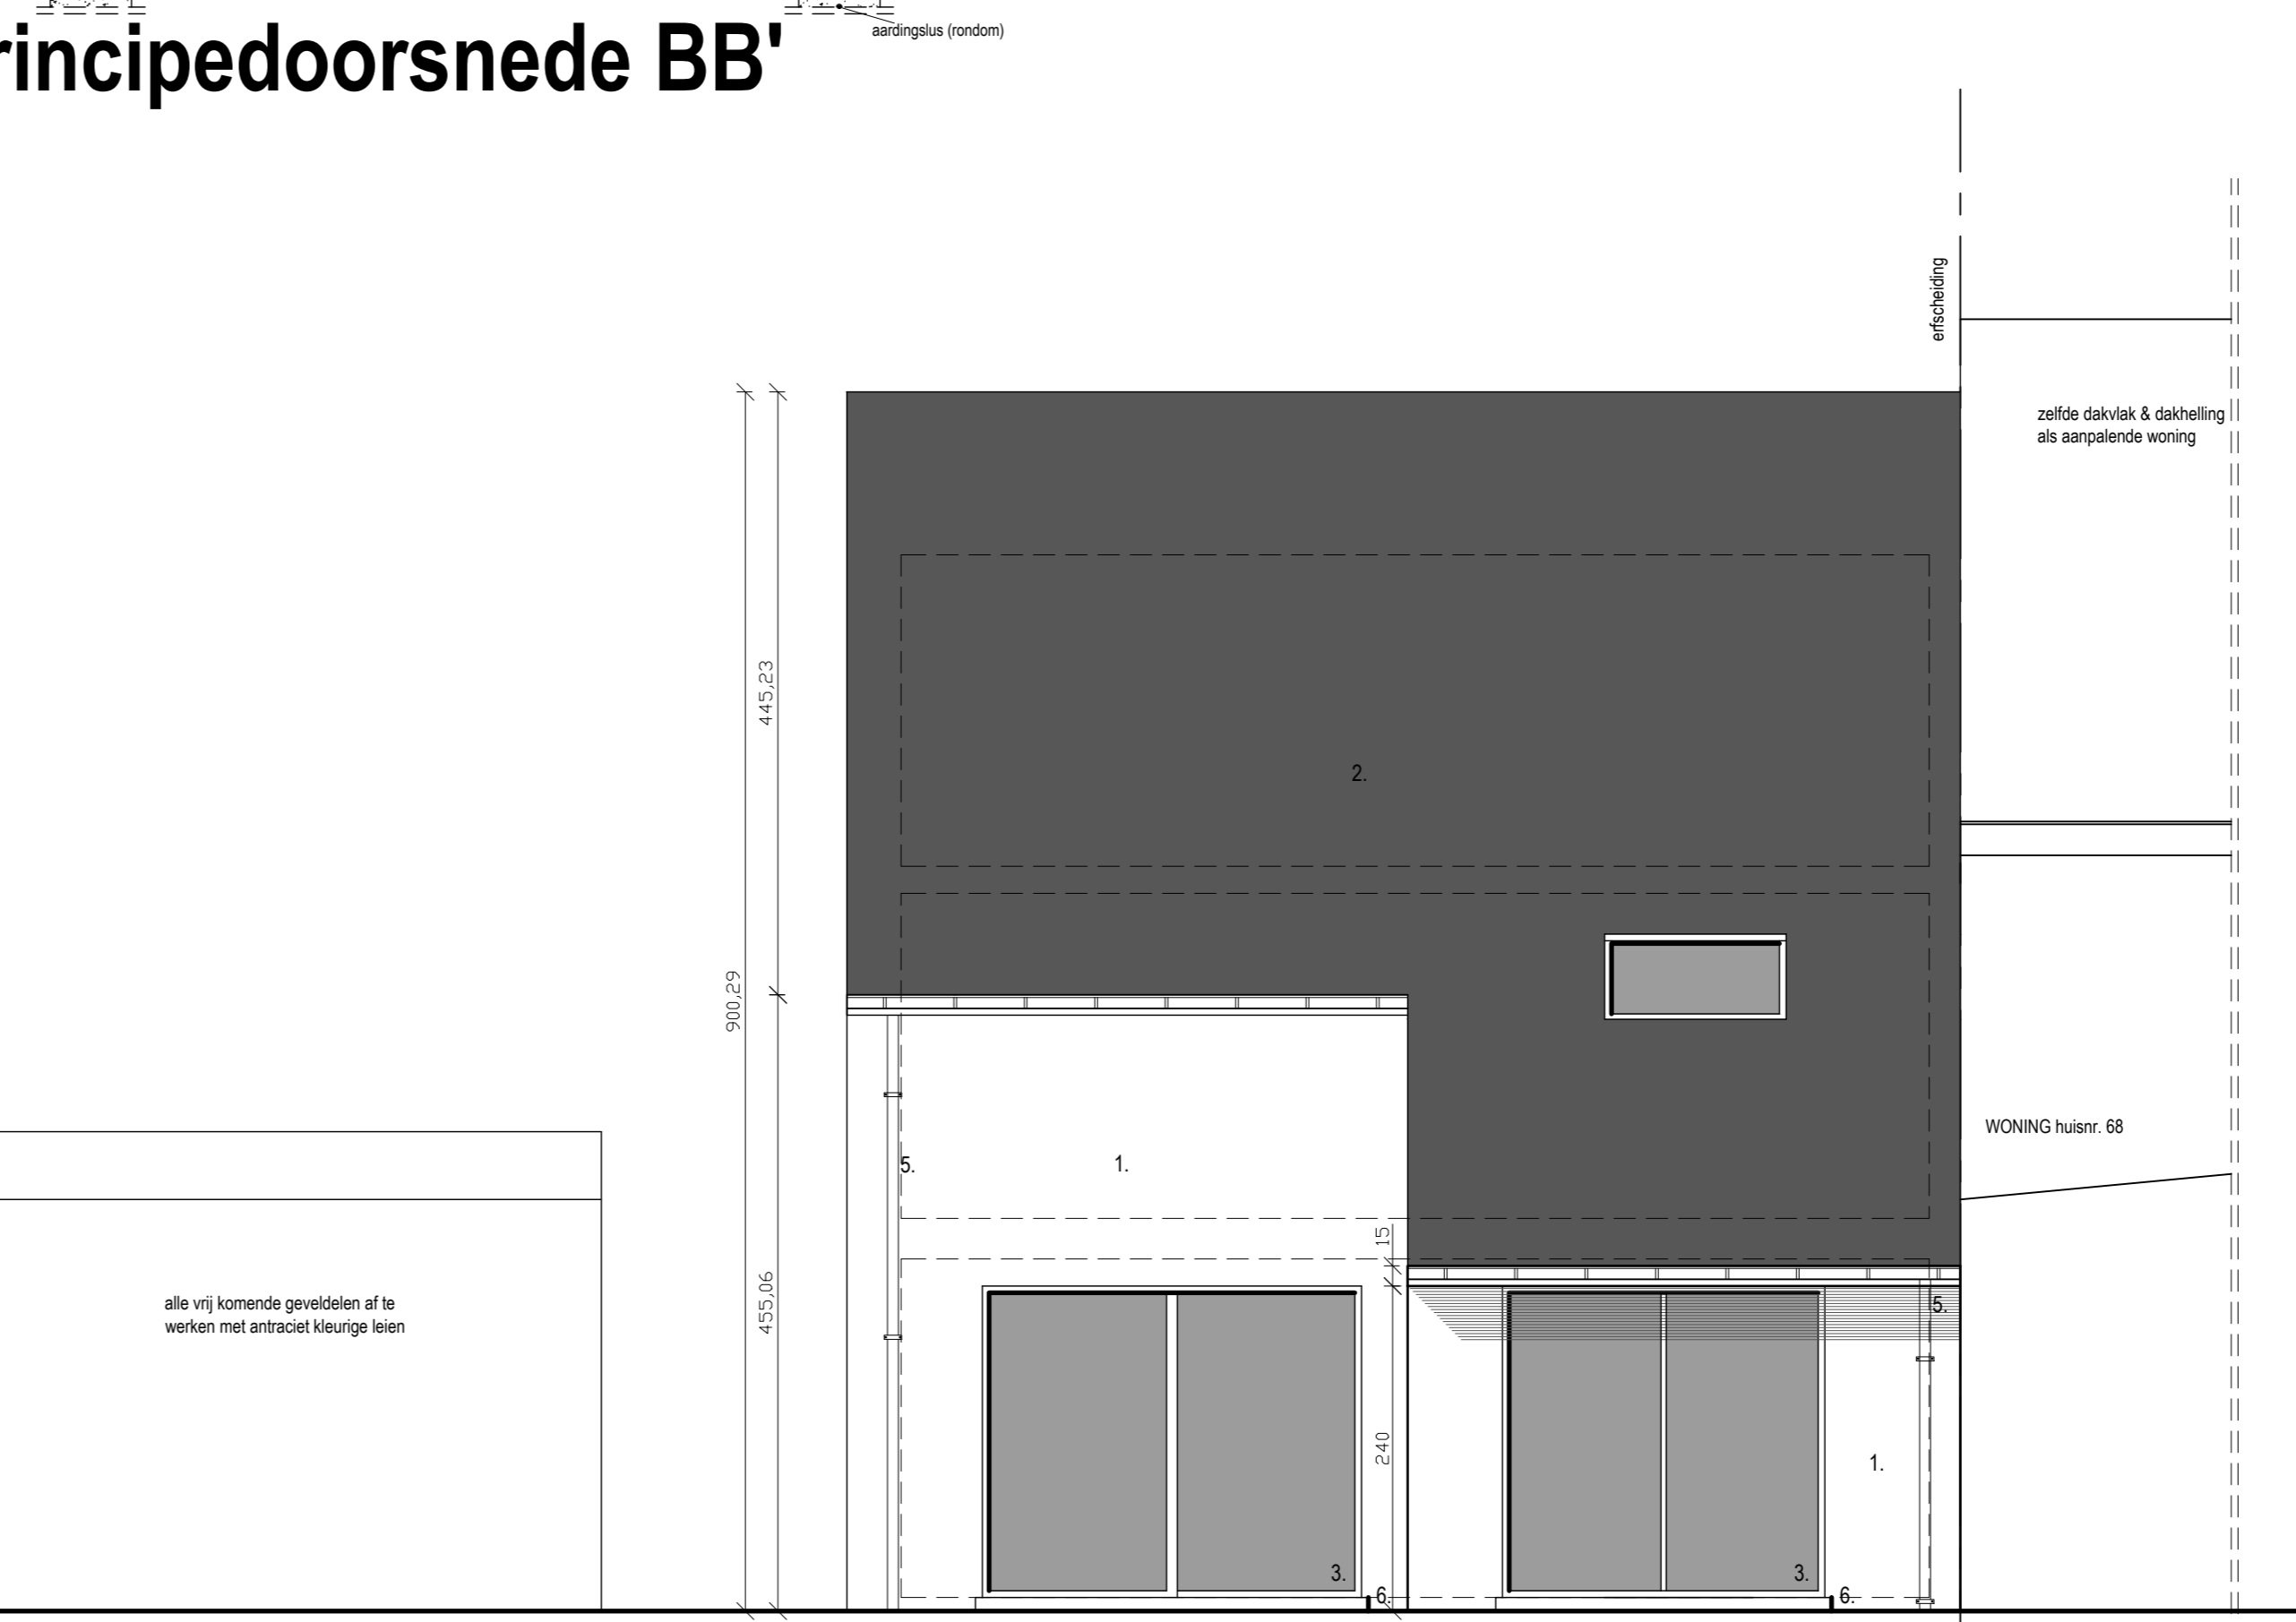 aardingslus (rondom)
rincipedoorsnede BB'
erfscheiding
zelfde dakvlak & dakhelling
als aanpalende woning
445,23
2.
900,29
WONING huisnr. 68
5.
1.
15
alle vrij komende geveldelen af te
werken met antraciet kleurige leien
455,06
5.
240
1.
3.
3.
6.
6.